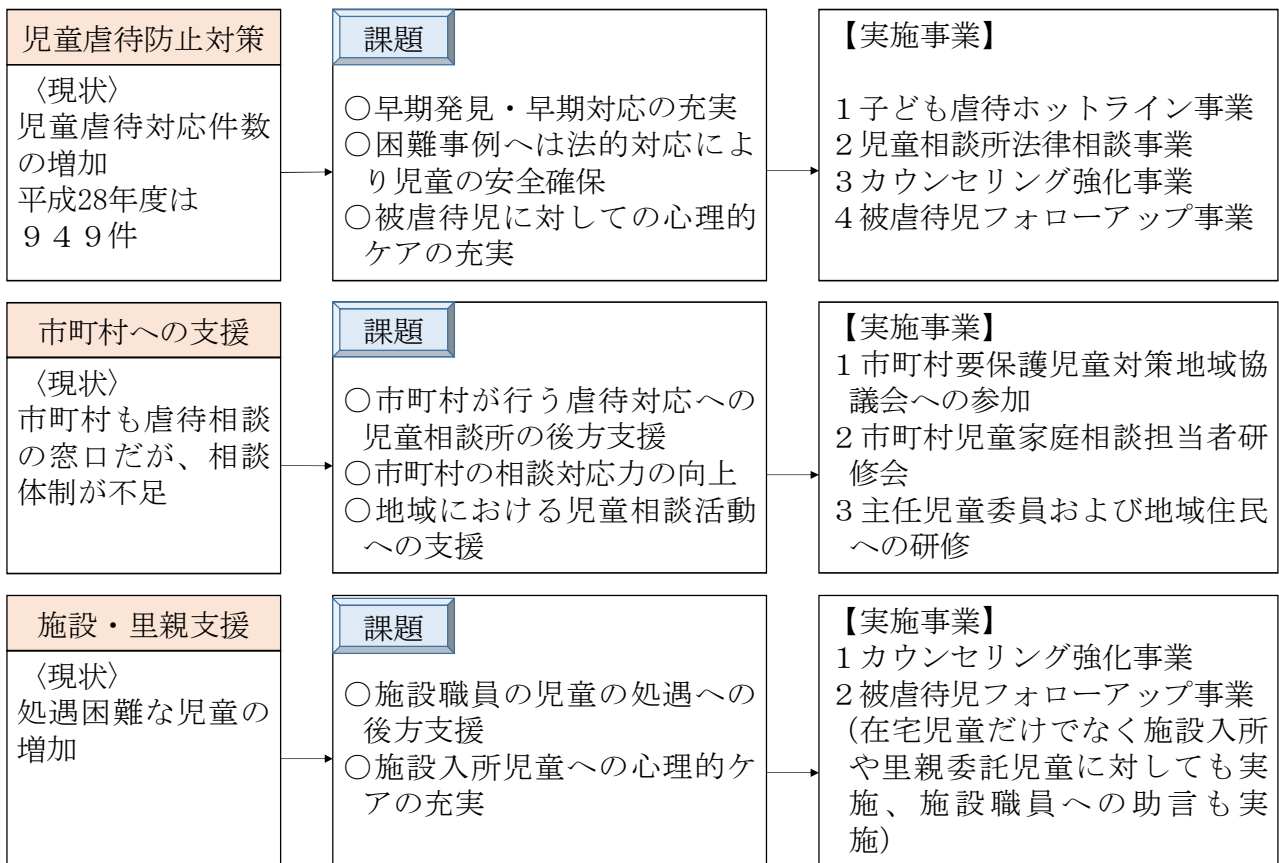 児童虐待防止対策
〈現状〉
児童虐待対応件数
の増加
平成28年度は
９４９件
課題
○早期発見・早期対応の充実
○困難事例へは法的対応によ
り児童の安全確保
○被虐待児に対しての心理的
ケアの充実
【実施事業】
１子ども虐待ホットライン事業
２児童相談所法律相談事業
３カウンセリング強化事業
４被虐待児フォローアップ事業
市町村への支援
〈現状〉
市町村も虐待相談
の窓口だが、相談
体制が不足
課題
○市町村が行う虐待対応への
児童相談所の後方支援
○市町村の相談対応力の向上
○地域における児童相談活動
への支援
【実施事業】
１市町村要保護児童対策地域協
議会への参加
２市町村児童家庭相談担当者研
修会
３主任児童委員および地域住民
への研修
施設・里親支援
〈現状〉
処遇困難な児童の
増加
課題
○施設職員の児童の処遇への
後方支援
○施設入所児童への心理的ケ
アの充実
【実施事業】
１カウンセリング強化事業
２被虐待児フォローアップ事業
(在宅児童だけでなく施設入所
や里親委託児童に対しても実
施、施設職員への助言も実
施)